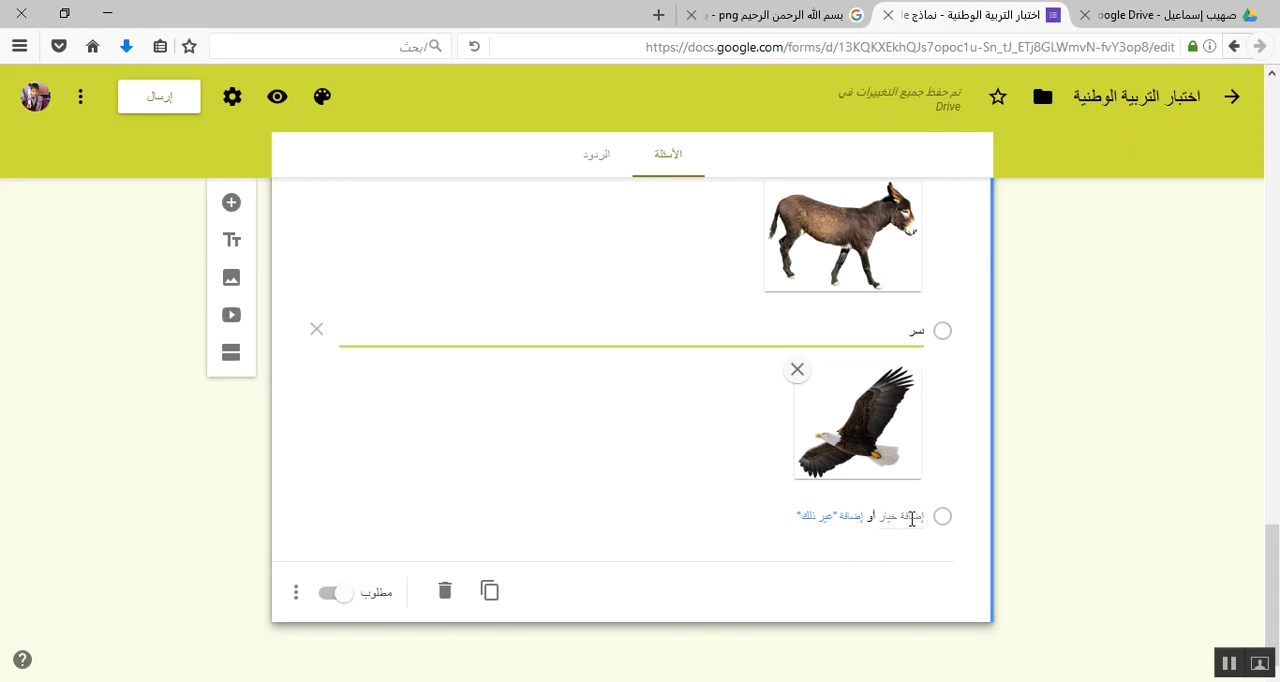 صهيب إسماعيل - Google Drive
اختبار التربية الوطنية - نماذج
بسم الله الرحمن الرحيم png
https://docs.google.com/forms/d/13KQKXEkhQJs7opoc1u-Sn_tJ_ETj8GLWmvN-fvY3op8/edit
ابحث
اختبار التربية الوطنية
تم حفظ جميع التغييرات في
Drive
إرسال
الأسئلة
الردود
نسر
إضافة خيار أو إضافة "غير ذلك"
مطلوب